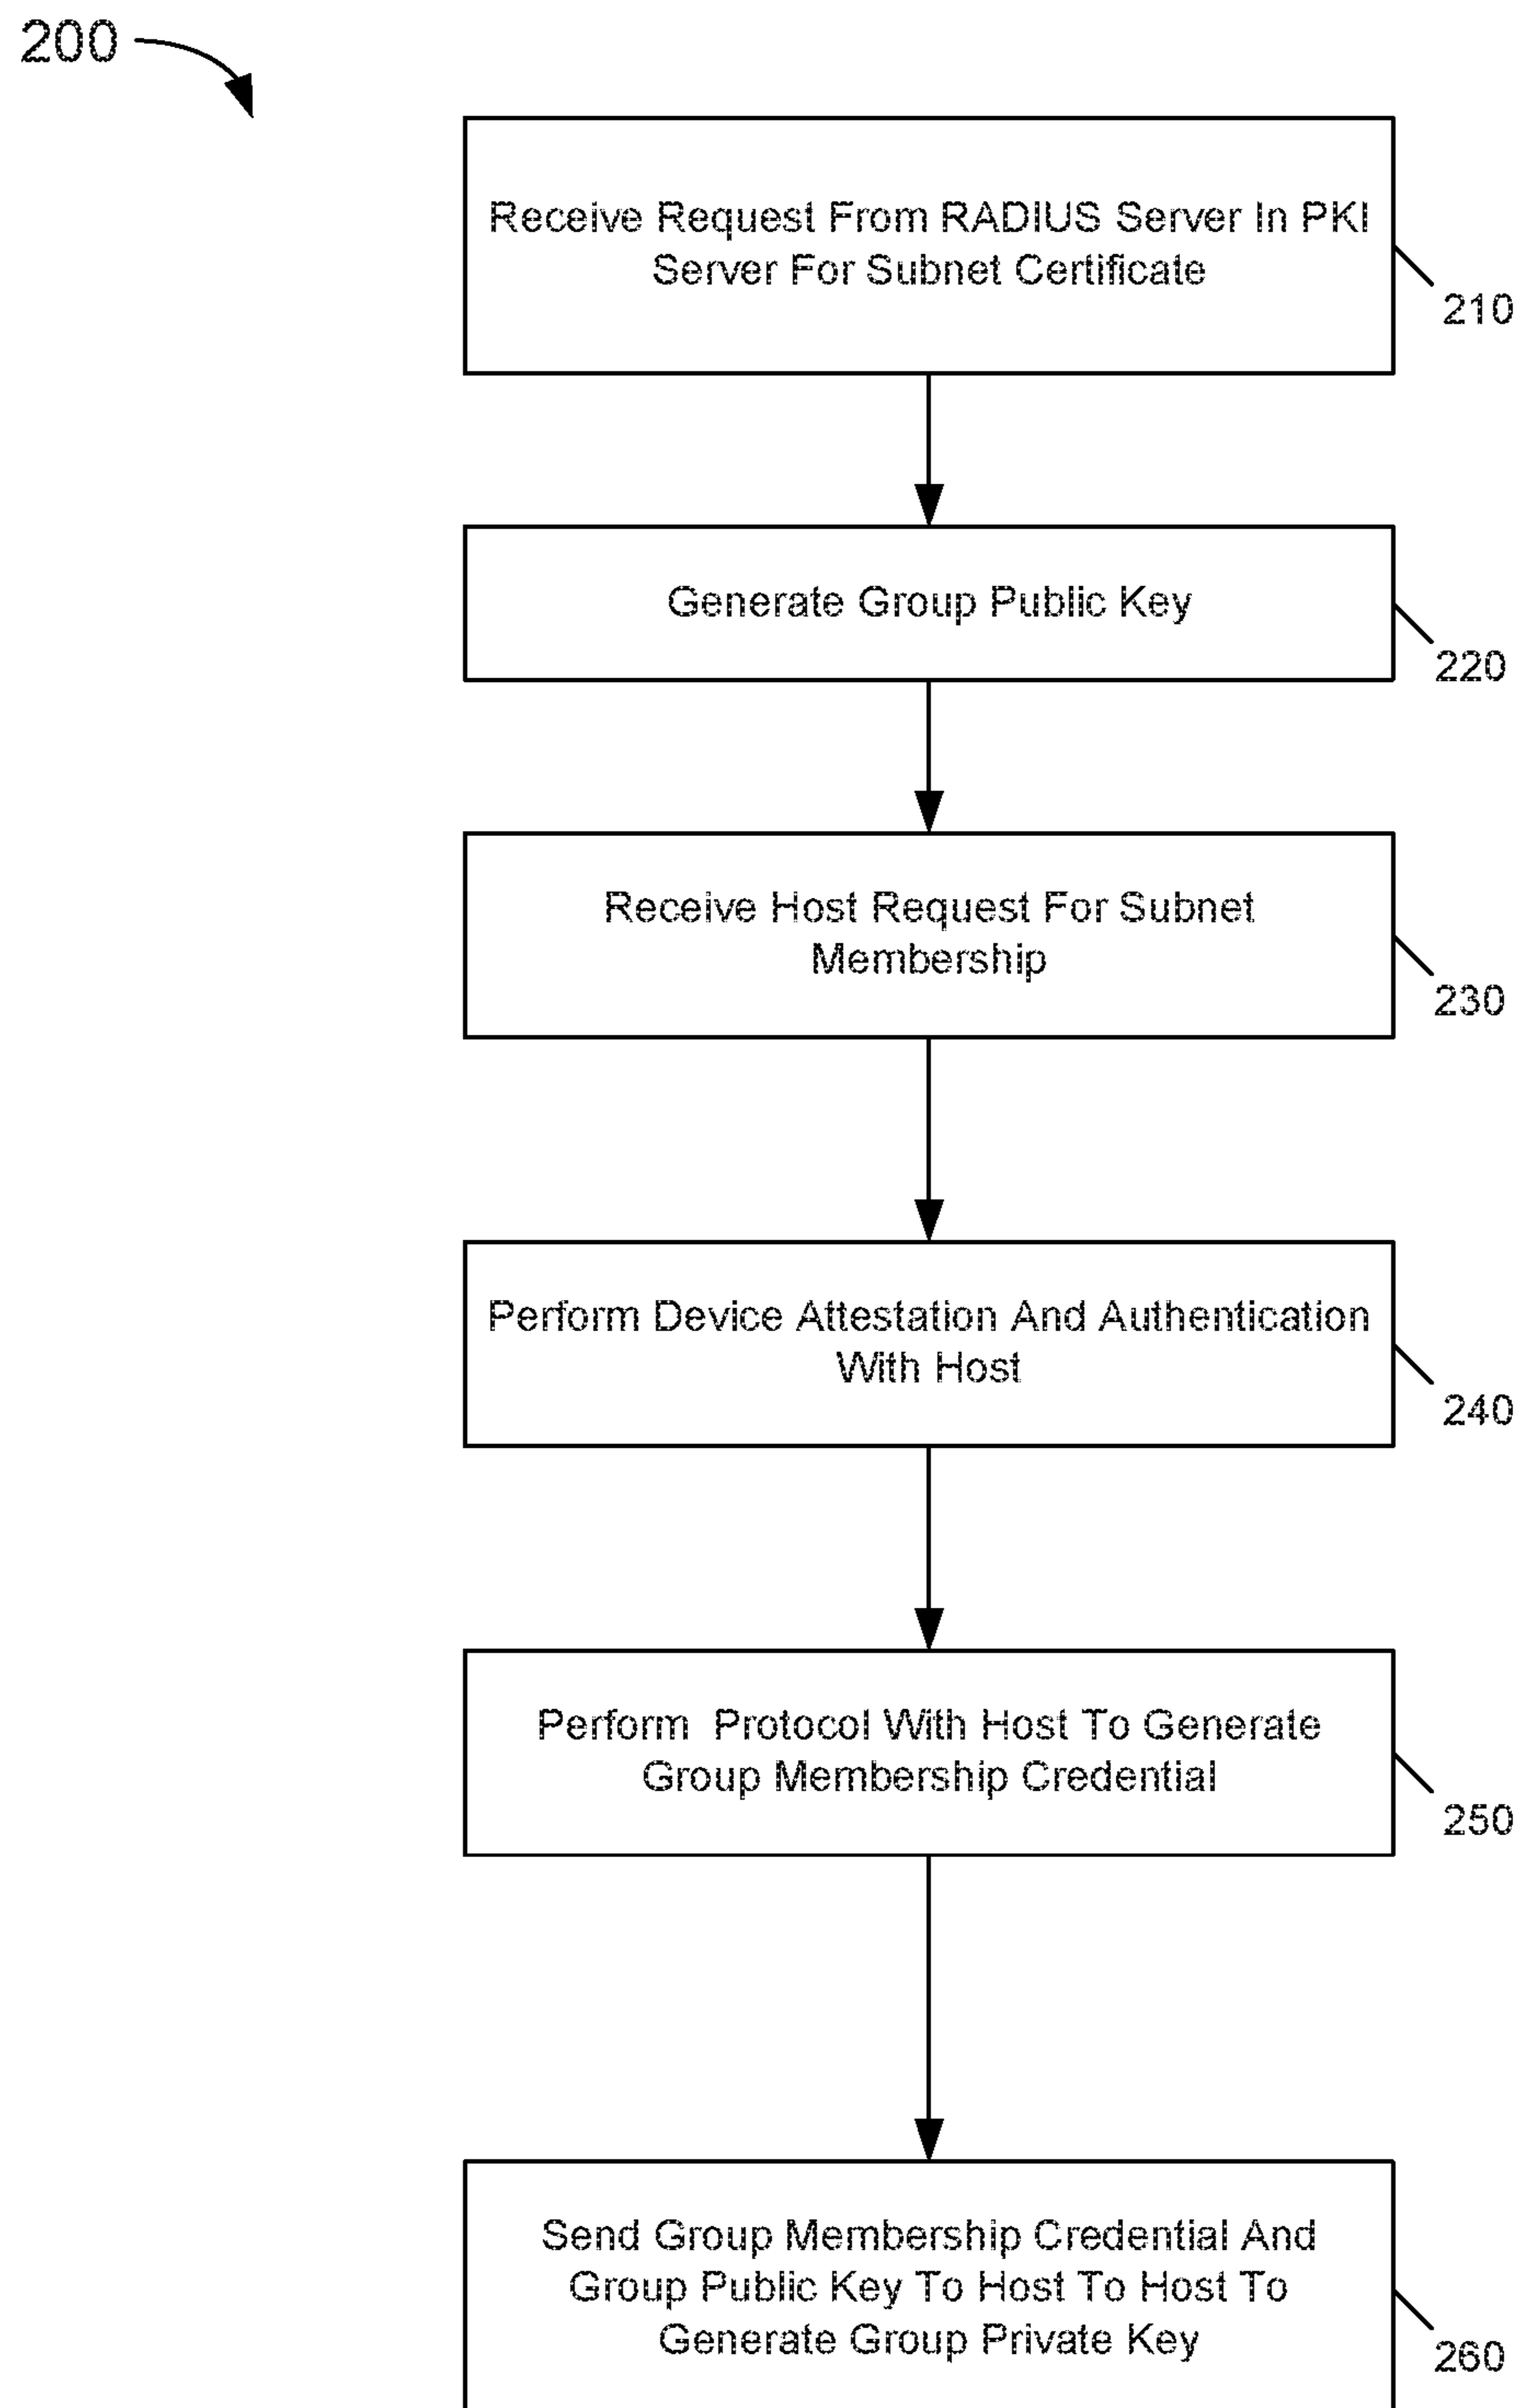 200
Receive Request From RADIUS Server In PKI
Server For Subnet Certificate
210
Generate Group Public Key
220
Receive Host Request For Subnet
Membership
230
Perform Device Attestation And Authentication
With Host
240
Perform  Protocol With Host To Generate
Group Membership Credential
250
Send Group Membership Credential And
Group Public Key To Host To Host To
Generate Group Private Key
260